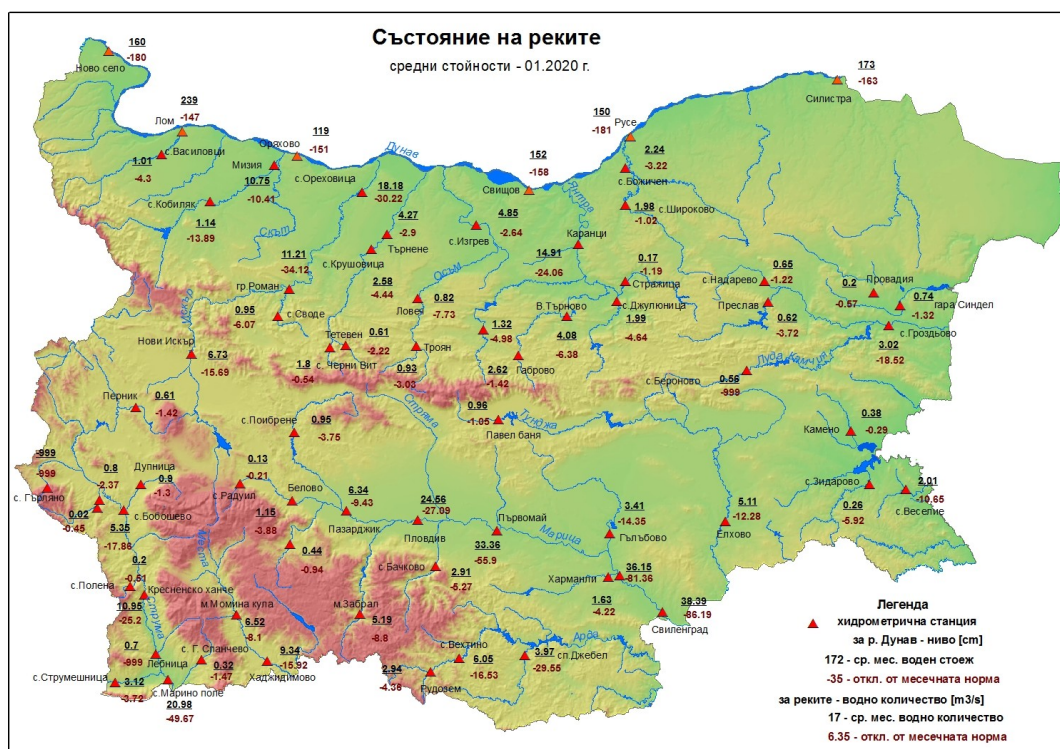 Състояние на реките
средни стойности - 01.2020 г.
160
-180
Ново село
173
-163
Силистра
239
-147
Лом
с.Василовци
1.01
-4.3
119
-151
Оряхово
Мизия
10.75
-10.41
Дунав
150
-181
Русе
2.24
-3.22
с.Божичен
152
-158
Свищов
Янтра
с.Ореховица
18.18
-30.22
с.Кобиляк
1.14
-13.89
Скът
4.27
-2.9
Търнене
4.85
-2.64
с.Изгрев
1.98
-1.02
с.Широково
Каранци
14.91
-24.06
с.Крушовица
2.58
-4.44
11.21
-34.12
гр.Роман
Осъм
0.82
-7.73
Ловеч
0.17
-1.19
Стражица
с.Джулюница
1.99
-4.64
с.Надарево
0.65
-1.22
Преслав
0.62
-3.72
Провадия
0.2
-0.57
0.74
-1.32
гара Синдел
с.Гроздьово
3.02
-18.52
0.95
-6.07
с.Своде
Искър
В.Търново
4.08
-6.38
1.32
-4.98
Нови Искър
6.73
-15.69
Тетевен
0.61
-2.22
1.8
-0.54
с. Черни Вит
Троян
0.93
-3.03
2.62
-1.42
Габрово
Луда Камчия
с.Бероново
0.56
-999
Перник
0.61
-1.42
Стряма
0.96
-1.05
Павел баня
Тунджа
с.Поибрене
0.95
-3.75
0.38
-0.29
Камено
-999
-999
с. Гърляно
0.8
-2.37
Дупница
0.9
-1.3
0.02
-0.45
5.35
-17.86
с.Бобошево
0.13
-0.21
с.Радуил
Белово
1.15
-3.88
6.34
-9.43
Пазарджик
24.56
-27.09
Пловдив
Първомай
33.36
-55.9
Марица
3.41
-14.35
Гълъбово
5.11
-12.28
Елхово
с.Зидарово
0.26
-5.92
2.01
-10.65
с.Веселие
0.44
-0.94
Места
0.2
-0.51
с.Полена
Кресненско ханче
10.95
-25.2
Струма
м.Момина кула
6.52
-8.1
с.Бачково
2.91
-5.27
м.Забрал
5.19
-8.8
Харманли
36.15
-81.36
1.63
-4.22
38.39
-86.19
Свиленград
0.7
-999
Лебница
с. Г. Спанчево
0.32
-1.47
9.34
-15.92
Хаджидимово
Арда
с.Вехтино
6.05
-16.53
3.97
-29.55
сп.Джебел
2.94
-4.36
Рудозем
с.Струмешница
3.12
-3.72
с.Марино поле
20.98
-49.67
Легенда
хидрометрична станция
за р. Дунав - ниво [cm]
172 - ср. мес. воден стоеж
-35 - откл. от месечната норма
за реките - водно количество [m3/s]
17 - ср. мес. водно количество
6.35 - откл. от месечната норма